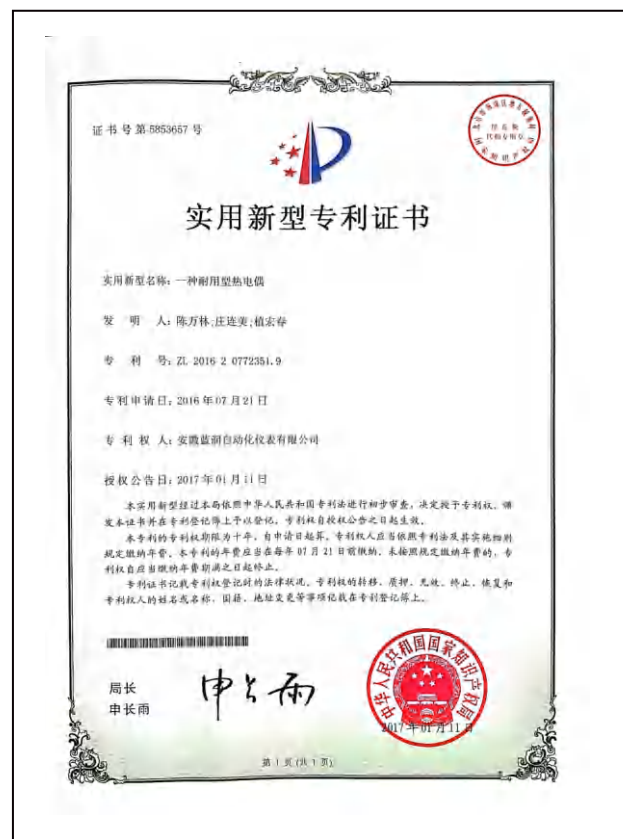 证书号第5853657号
实用新型专利证书
实用新型名称：一种耐用型热电偶
发明人：陈万林;庄连美;植宏春
专利号：ZL 2016 2 0772351.9
专利申请日：2016年07月21日
专利权人：安徽蓝润自动化仪表有限公司
授权公告日：2017年01月11日
本实用新型经过本局依照中华人民共和国专利法进行初步审查，决定授予专利权，颁
发本证书并在专利登记簿上予以登记。专利权自授权公告之日起生效。
本专利的专利权期限为十年，自申请日起算。专利权人应当依照专利法及其实施细则
规定缴纳年费。本专利的年费应当在每年07月21日前缴纳。未按照规定缴纳年费的，专
利权自应当缴纳年费期满之日起终止。
专利证书记载专利权登记时的法律状况。专利权的转移、质押、无效、终止、恢复和
专利权人的姓名或名称、国籍、地址变更等事项记载在专利登记簿上。
局长
申长雨
申长雨
中华人民共和国国家知识产权局
2017年01月11日
第1页(共1页)